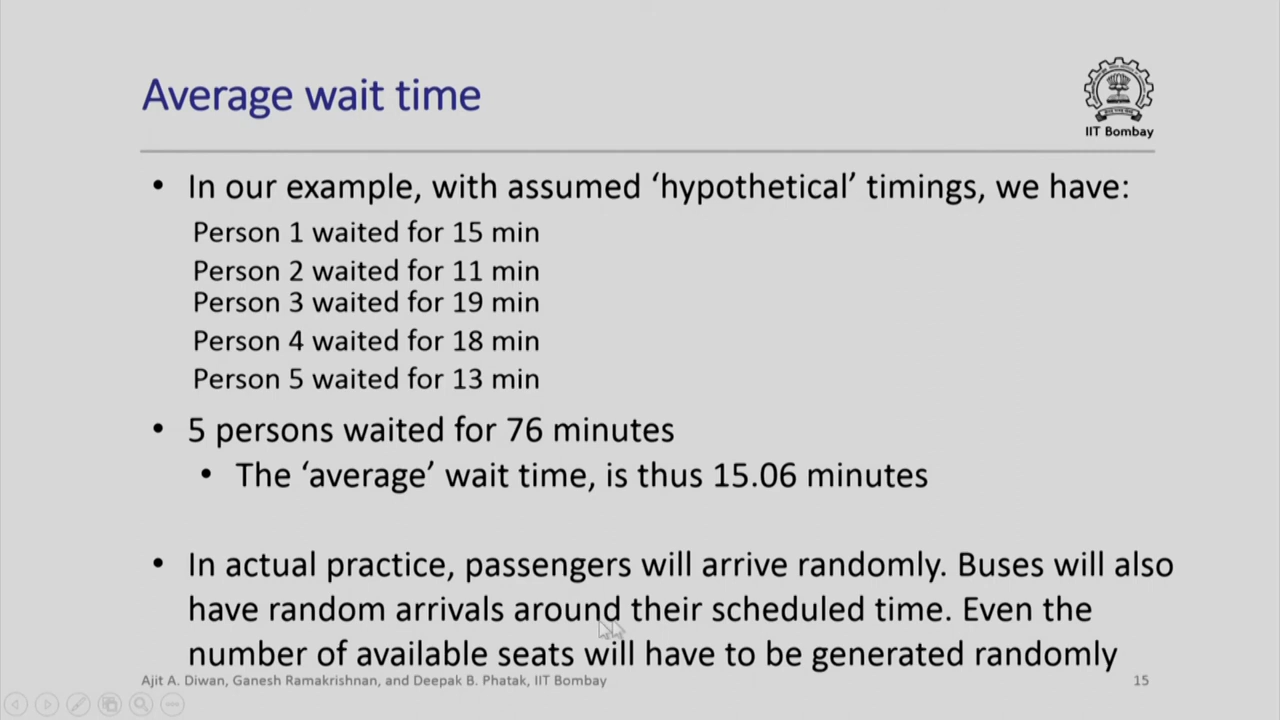 Average wait time
IIT Bombay
• In our example, with assumed ‘hypothetical’ timings, we have:
Person 1 waited for 15 min
Person 2 waited for 11 min
Person 3 waited for 19 min
Person 4 waited for 18 min
Person 5 waited for 13 min
• 5 persons waited for 76 minutes
• The ‘average’ wait time, is thus 15.06 minutes
• In actual practice, passengers will arrive randomly. Buses will also
have random arrivals around their scheduled time. Even the
number of available seats will have to be generated randomly
Ajit A. Diwan, Ganesh Ramakrishnan, and Deepak B. Phatak, IIT Bombay
15